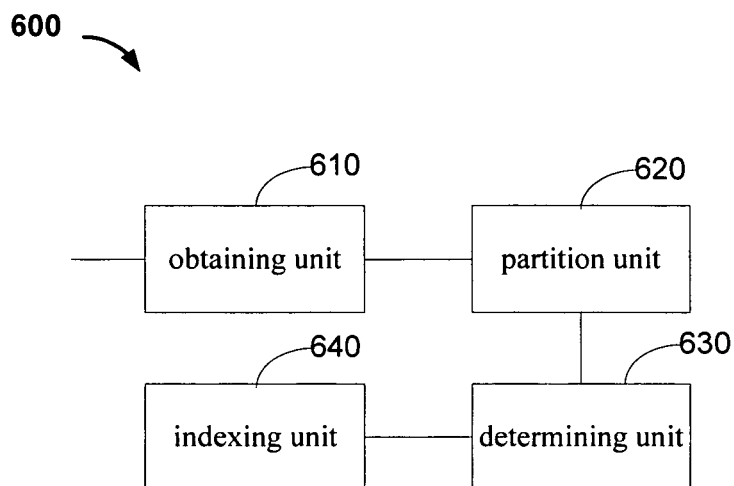 600
610
620
obtaining unit
partition unit
640
630
indexing unit
determining unit